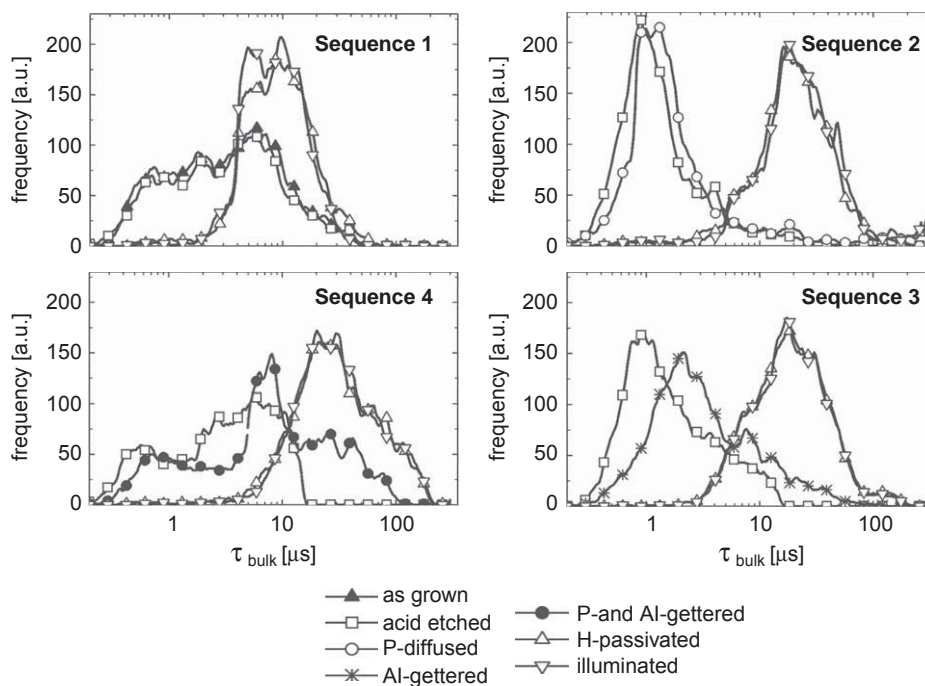 Sequence 1
frequency [a.u.]
200
150
100
50
0
Sequence 2
frequency [a.u.]
200
150
100
50
0
Sequence 4
frequency [a.u.]
200
150
100
50
0
1 10 100
τ bulk [μs]
Sequence 3
frequency [a.u.]
200
150
100
50
0
1 10 100
τ bulk [μs]
as grown
acid etched
P-diffused
Al-gettered
P-and Al-gettered
H-passivated
illuminated